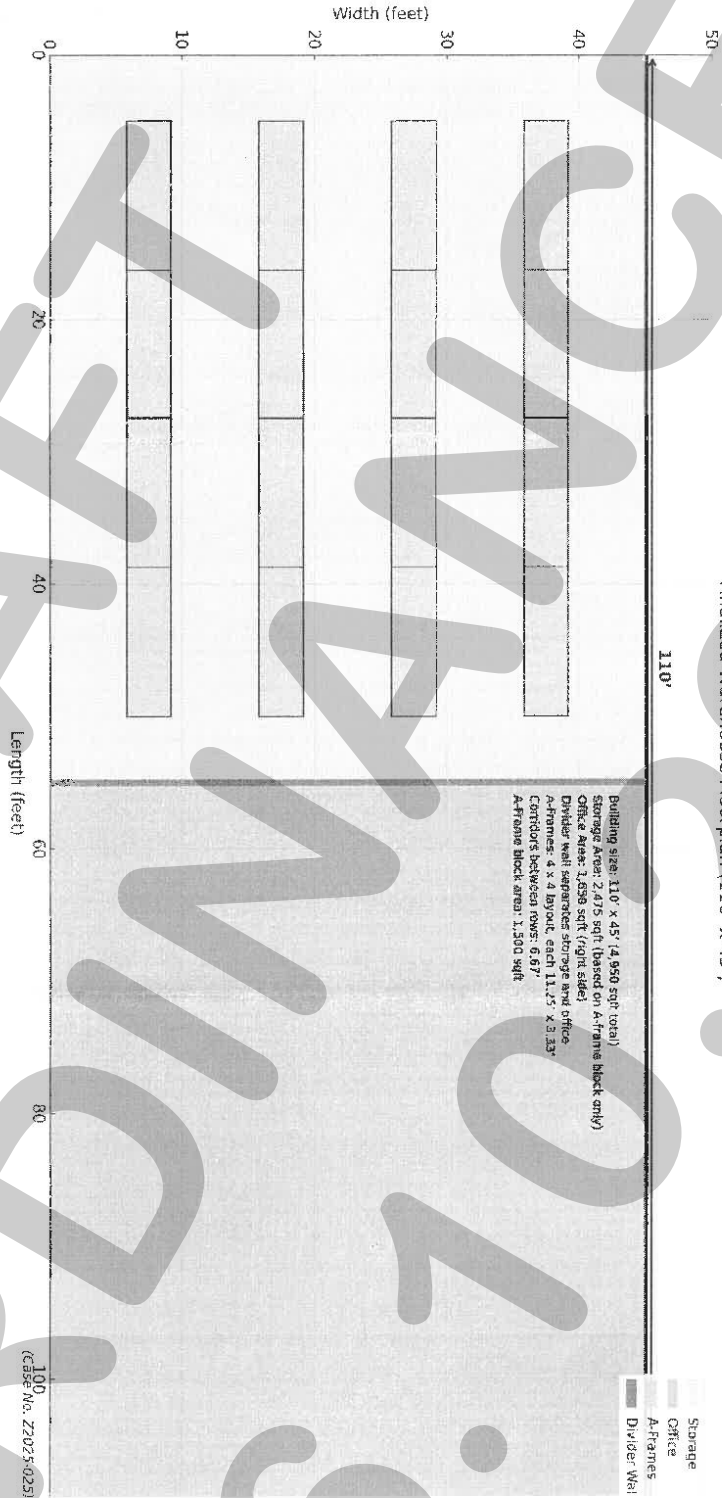 110'
Width (feet)
50
40
30
20
10
0
0
20
40
60
80
100
Length (feet)
Building size: 110' x 45' (4,950 sqft total)
Storage Area: 2,475 sqft (based on A-frame block only)
Office Area: sqft (right side)
Divider wall separates storage and office
A-frames: 4 x 4 layout, each 11.25' x 3.33'
Corridors between rows: 6.67'
A-Frame block area: 1,500 sqft
Storage
Office
A-Frames
Divider Wal
(Case No. Z2025-025)